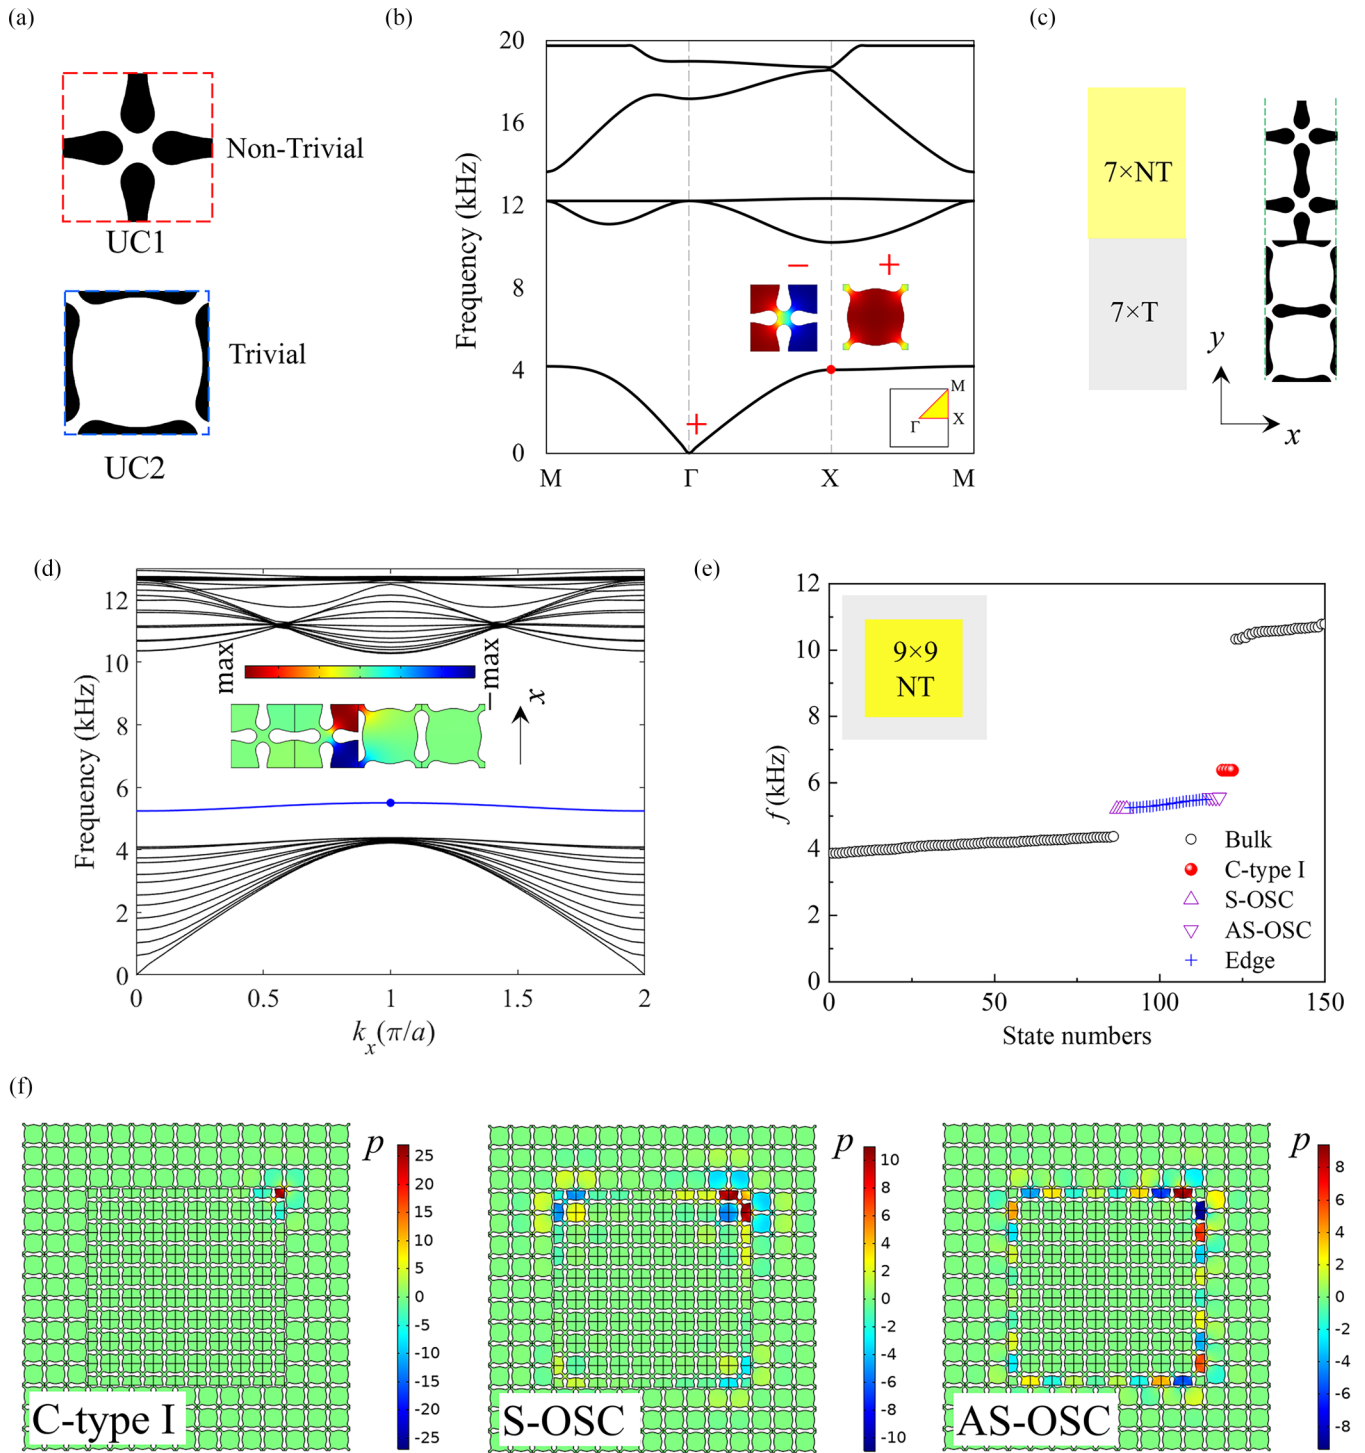 (a)
Non-Trivial
UC1
Trivial
UC2
(b)
20
16
12
8
4
0
Frequency (kHz)
− +
+
M Γ X M
M
Γ X
(c)
7×NT
7×T
y
x
(d)
12
10
8
6
4
2
0
Frequency (kHz)
max
−max
x
0 0.5 1 1.5 2
kx(π/a)
(e)
12
10
8
6
4
2
0
f (kHz)
9×9
NT
Bulk
C-type I
S-OSC
AS-OSC
Edge
0 50 100 150
State numbers
(f)
p
25
20
15
10
5
0
-5
-10
-15
-20
-25
C-type I
p
10
8
6
4
2
0
-2
-4
-6
-8
-10
S-OSC
p
8
6
4
2
0
-2
-4
-6
-8
AS-OSC